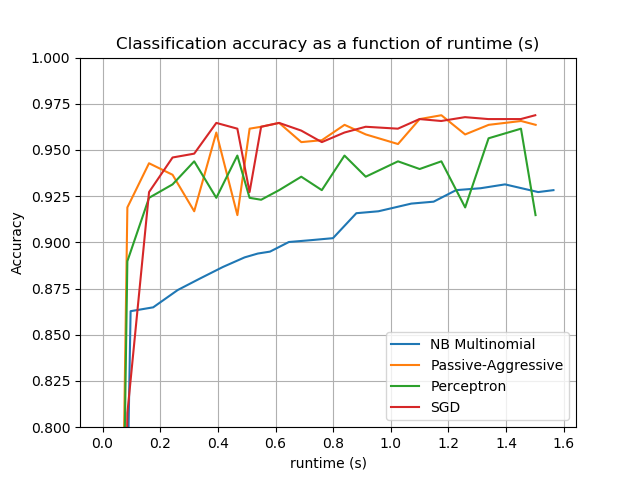 Classification accuracy as a function of runtime (s)
1.000
0.975
0.950
0.925
0.900
0.875
0.850
0.825
0.800
Accuracy
NB Multinomial
Passive-Aggressive
Perceptron
SGD
0.0 0.2 0.4 0.6 0.8 1.0 1.2 1.4 1.6
runtime (s)